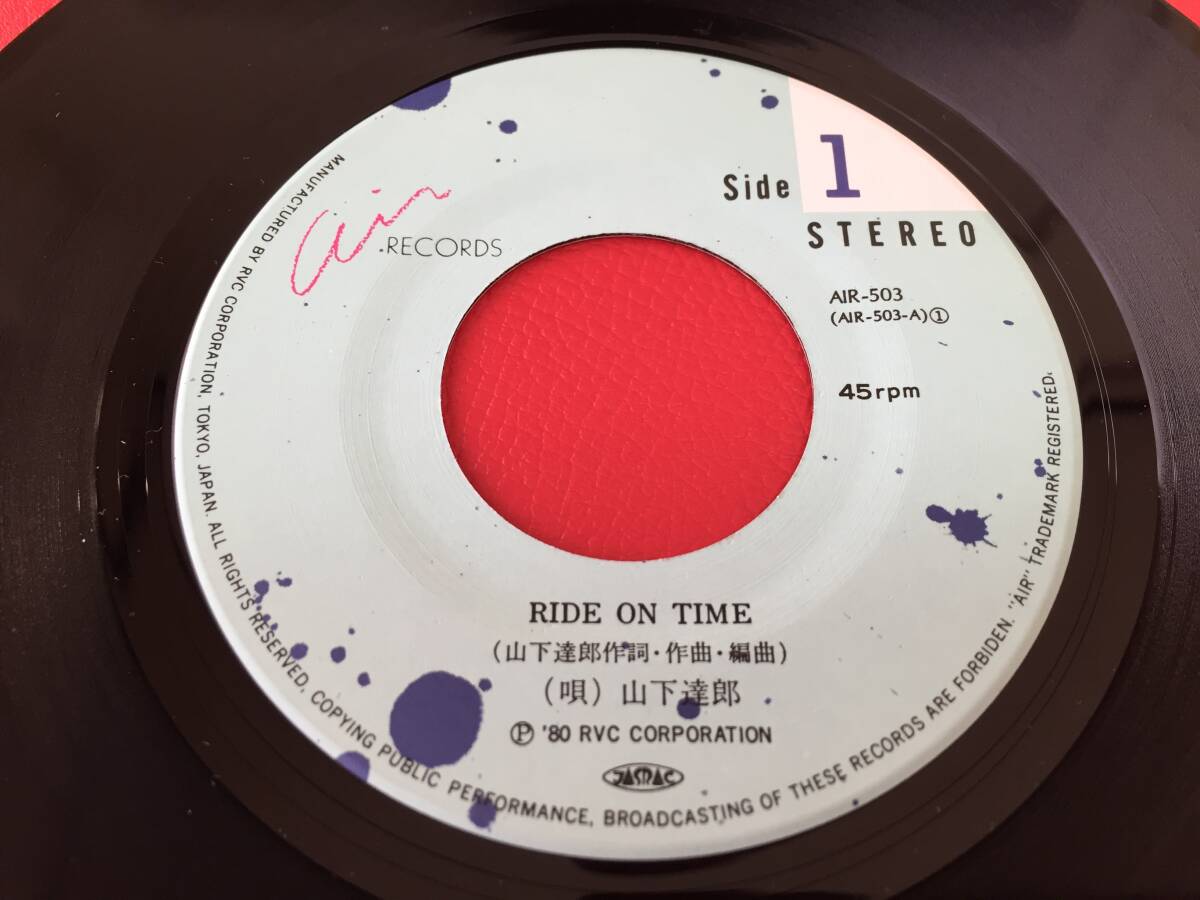 air
RECORDS
Side 1
STEREO
AIR-503
(AIR-503-A)①
45rpm
RIDE ON TIME
(山下達郎作詞・作曲・編曲)
(唄) 山下達郎
Ⓟ '80 RVC CORPORATION
JASRAC
MANUFACTURED BY RVC CORPORATION, TOKYO, JAPAN. ALL RIGHTS RESERVED. COPYING PUBLIC PERFORMANCE, BROADCASTING OF THESE RECORDS ARE FORBIDDEN. "AIR" TRADEMARK REGISTERED.